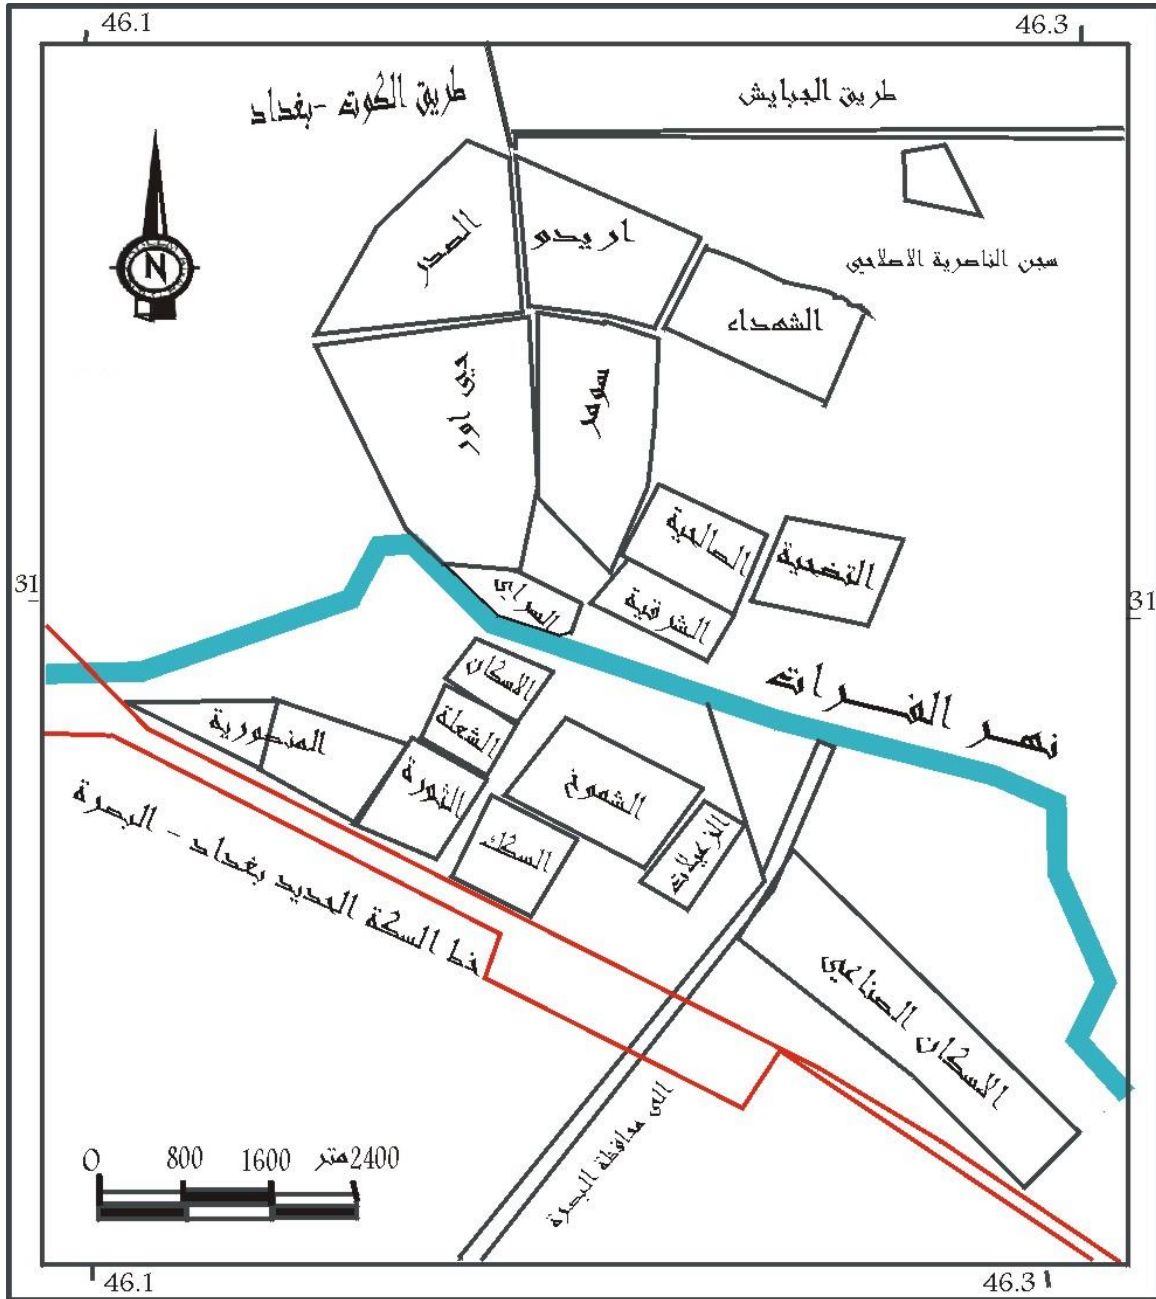 46.1
46.3
طريق الكوت -بغداد
طريق الجبايش
N
الصدر
اريدو
سجن الناصرية الاصلاحي
الشهداء
حي اور
سومر
الصالحية
التضحية
31
31
السراي
الشرقية
الاسكان
نهر الفرات
المنصورية
الشعلة
الثورة
الشموخ
السكك
خط السكة الحديد بغداد - البصرة
الاسكان الصناعي
الى محافظة البصرة
0 800 1600 2400متر
46.1
46.3